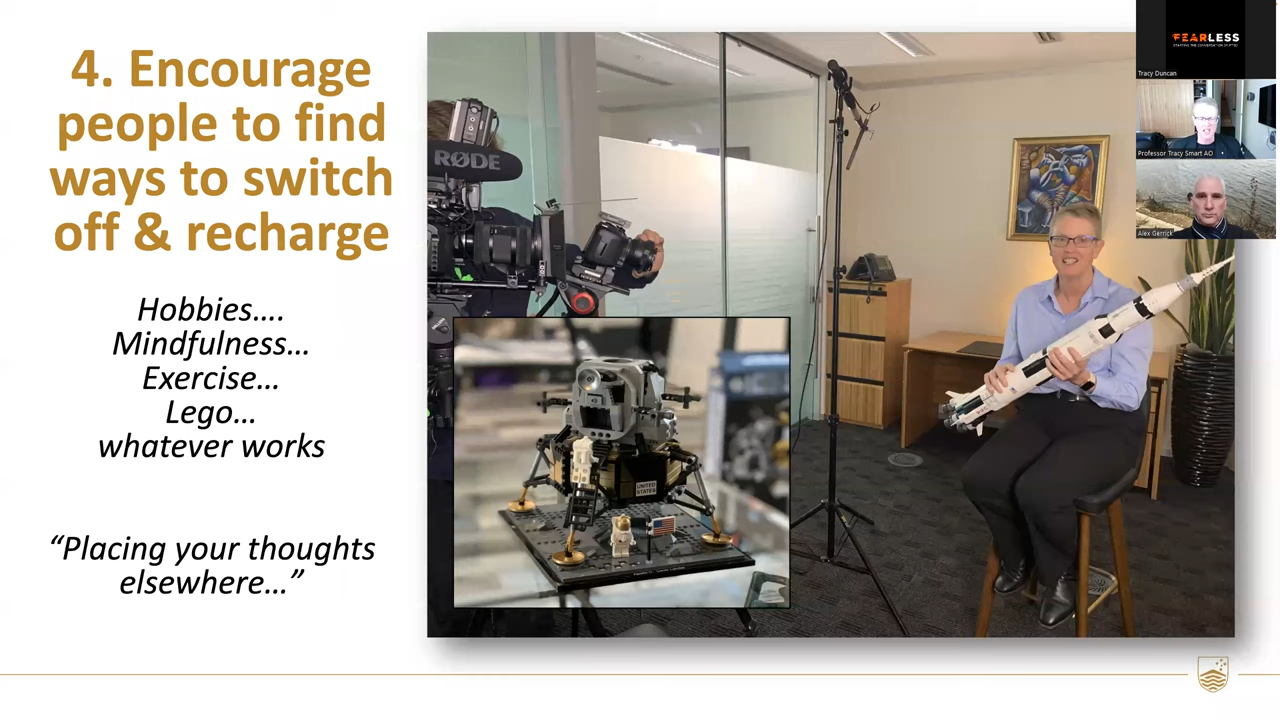 4. Encourage
people to find
ways to switch
off & recharge
Hobbies….
Mindfulness…
Exercise…
Lego…
whatever works
“Placing your thoughts
elsewhere…”
RØDE
UNITED
STATES
FEARLESS
Tracy Duncan
Professor Tracy Smart AO
Alex Gerrick